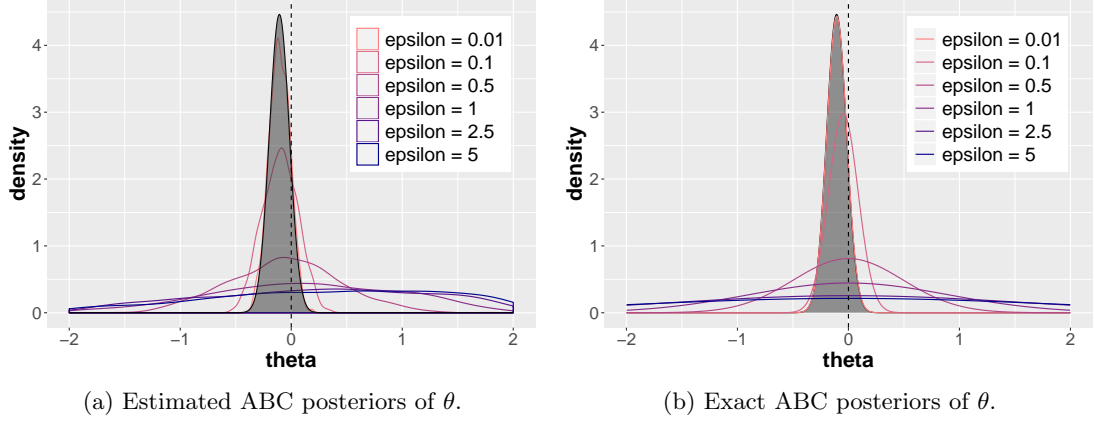 density
4
3
2
1
0
epsilon = 0.01
epsilon = 0.1
epsilon = 0.5
epsilon = 1
epsilon = 2.5
epsilon = 5
−2 −1 0 1 2
theta
(a) Estimated ABC posteriors of θ.
density
4
3
2
1
0
epsilon = 0.01
epsilon = 0.1
epsilon = 0.5
epsilon = 1
epsilon = 2.5
epsilon = 5
−2 −1 0 1 2
theta
(b) Exact ABC posteriors of θ.